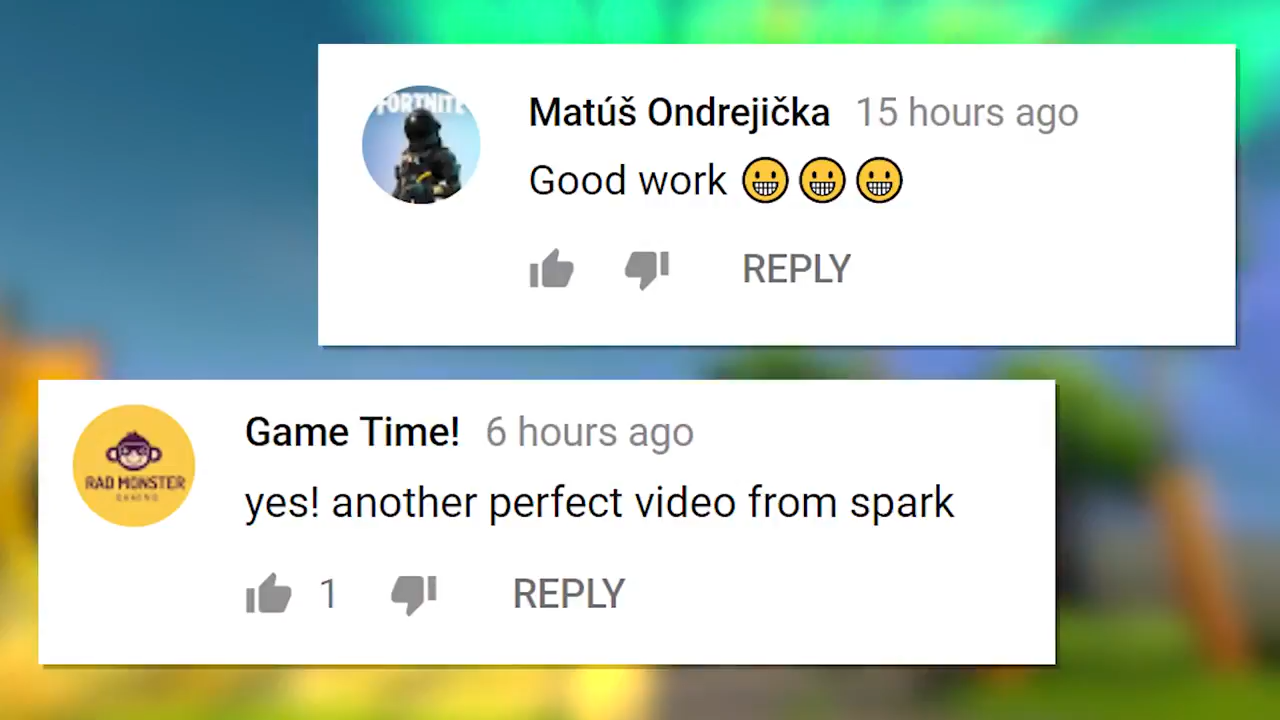 FORTNITE
Matúš Ondrejička 15 hours ago
Good work 😀😀😀
REPLY
RAD MONSTER
GAMING
Game Time! 6 hours ago
yes! another perfect video from spark
1 REPLY